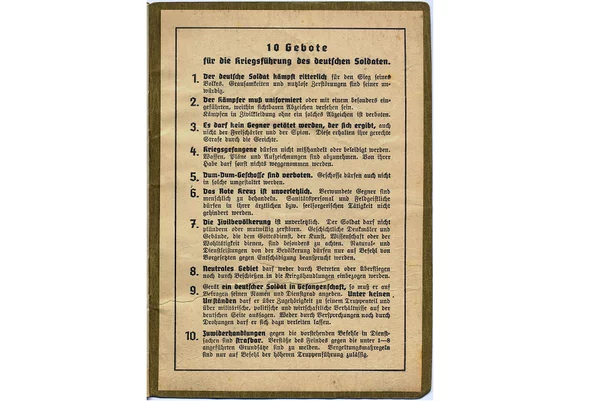 10 Gebote
für die Kriegsführung des deutschen Soldaten.
1. Der deutsche Soldat kämpft ritterlich für den Sieg seines
Volkes. Grausamkeiten und nutzlose Zerstörungen sind seiner un-
würdig.
2. Der Kämpfer muß uniformiert oder mit einem besonders ein-
geführten, weithin sichtbaren Abzeichen versehen sein.
Kämpfen in Zivilkleidung ohne ein solches Abzeichen ist verboten.
3. Es darf kein Gegner getötet werden, der sich ergibt, auch
nicht der Freischärler und der Spion. Diese erhalten ihre gerechte
Strafe durch die Gerichte.
4. Kriegsgefangene dürfen nicht mißhandelt oder beleidigt werden.
Waffen, Pläne und Aufzeichnungen sind abzunehmen. Von ihrer
Habe darf sonst nichts weggenommen werden.
5. Dum-Dum-Geschosse sind verboten. Geschosse dürfen auch nicht
in solche umgestaltet werden.
6. Das Rote Kreuz ist unverletzlich. Verwundete Gegner sind
menschlich zu behandeln. Sanitätspersonal und Feldgeistliche
dürfen in ihrer ärztlichen bzw. seelsorgerischen Tätigkeit nicht
gehindert werden.
7. Die Zivilbevölkerung ist unverletzlich. Der Soldat darf nicht
plündern oder mutwillig zerstören. Geschichtliche Denkmäler und
Gebäude, die dem Gottesdienst, der Kunst, Wissenschaft oder der
Wohltätigkeit dienen, sind besonders zu achten. Natural- und
Dienstleistungen von der Bevölkerung dürfen nur auf Befehl von
Vorgesetzten gegen Entschädigung beansprucht werden.
8. Neutrales Gebiet darf weder durch Betreten oder Überfliegen
noch durch Beschießen in die Kriegshandlungen einbezogen werden.
9. Gerät ein deutscher Soldat in Gefangenschaft, so muß er auf
Befragen seinen Namen und Dienstgrad angeben. Unter keinen
Umständen darf er über Zugehörigkeit zu seinem Truppenteil und
über militärische, politische und wirtschaftliche Verhältnisse auf der
deutschen Seite aussagen. Weder durch Versprechungen noch durch
Drohungen darf er sich dazu verleiten lassen.
10. Zuwiderhandlungen gegen die vorstehenden Befehle in Dienst-
sachen sind strafbar. Verstöße des Feindes gegen die unter 1—8
angeführten Grundsätze sind zu melden. Vergeltungsmaßregeln
sind nur auf Befehl der höheren Truppenführung zulässig.